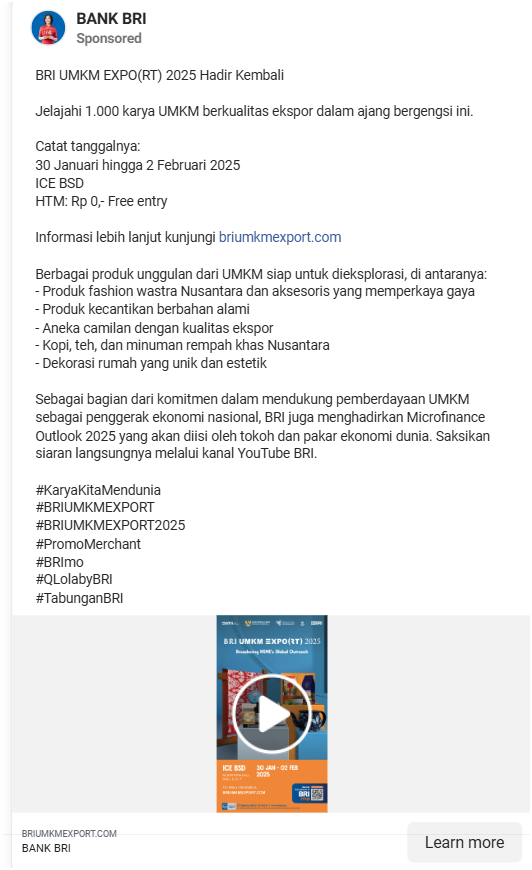 BANK BRI
Sponsored
BRI UMKM EXPO(RT) 2025 Hadir Kembali
Jelajahi 1.000 karya UMKM berkualitas ekspor dalam ajang bergengsi ini.
Catat tanggalnya:
30 Januari hingga 2 Februari 2025
ICE BSD
HTM: Rp 0,- Free entry
Informasi lebih lanjut kunjungi briumkmexport.com
Berbagai produk unggulan dari UMKM siap untuk dieksplorasi, di antaranya:
- Produk fashion wastra Nusantara dan aksesoris yang memperkaya gaya
- Produk kecantikan berbahan alami
- Aneka camilan dengan kualitas ekspor
- Kopi, teh, dan minuman rempah khas Nusantara
- Dekorasi rumah yang unik dan estetik
Sebagai bagian dari komitmen dalam mendukung pemberdayaan UMKM
sebagai penggerak ekonomi nasional, BRI juga menghadirkan Microfinance
Outlook 2025 yang akan diisi oleh tokoh dan pakar ekonomi dunia. Saksikan
siaran langsungnya melalui kanal YouTube BRI.
#KaryaKitaMendunia
#BRIUMKMEXPORT
#BRIUMKMEXPORT2025
#PromoMerchant
#BRImo
#QLolabyBRI
#TabunganBRI
BRI UMKM EXPO(RT) 2025
Broadening MSME's Global Outreach
ICE BSD
30 JAN - 02 FEB
2025
BRIUMKMEXPORT.COM
BRI
BRIUMKMEXPORT.COM
BANK BRI
Learn more